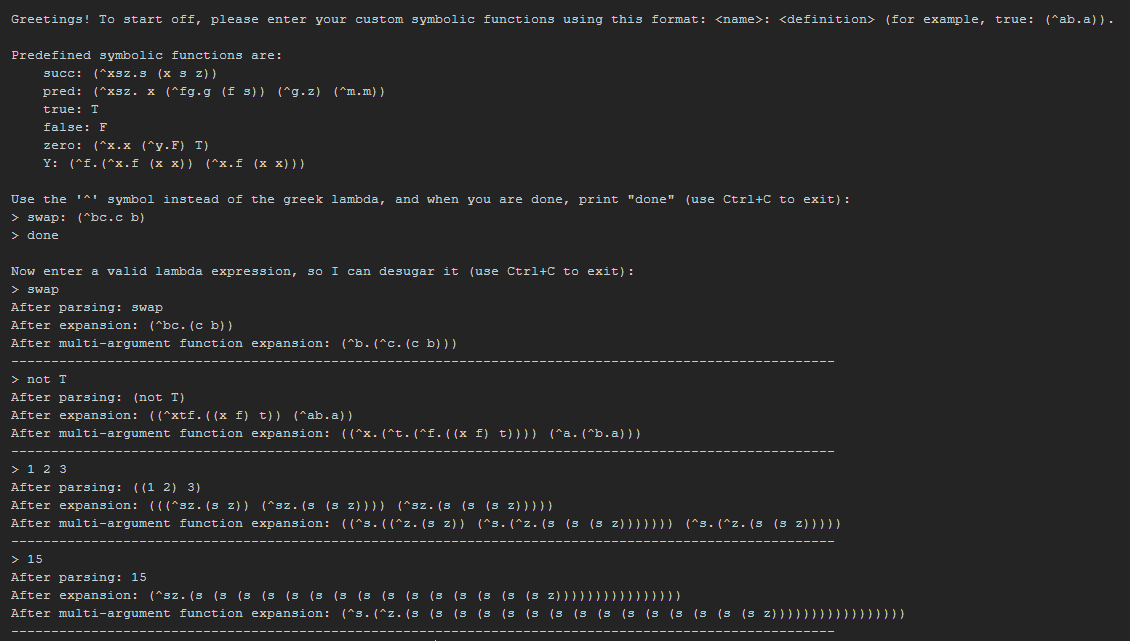 Greetings! To start off, please enter your custom symbolic functions using this format: <name>: <definition> (for example, true: (^ab.a)).
Predefined symbolic functions are:
succ: (^xsz.s (x s z))
pred: (^xsz. x (^fg.g (f s)) (^g.z) (^m.m))
true: T
false: F
zero: (^x.x (^y.F) T)
Y: (^f.(^x.f (x x)) (^x.f (x x)))
Use the '^' symbol instead of the greek lambda, and when you are done, print "done" (use Ctrl+C to exit):
> swap: (^bc.c b)
> done
Now enter a valid lambda expression, so I can desugar it (use Ctrl+C to exit):
> swap
After parsing: swap
After expansion: (^bc.(c b))
After multi-argument function expansion: (^b.(^c.(c b)))
-------------------------------------------------------------------------------------------------------
> not T
After parsing: (not T)
After expansion: ((^xtf.((x f) t)) (^ab.a))
After multi-argument function expansion: ((^x.(^t.(^f.((x f) t)))) (^a.(^b.a)))
-------------------------------------------------------------------------------------------------------
> 1 2 3
After parsing: ((1 2) 3)
After expansion: (((^sz.(s z)) (^sz.(s (s z)))) (^sz.(s (s (s z)))))
After multi-argument function expansion: ((^s.((^z.(s z)) (^s.(^z.(s (s z))))))) (^s.(^z.(s (s (s z)))))
-------------------------------------------------------------------------------------------------------
> 15
After parsing: 15
After expansion: (^sz.(s (s (s (s (s (s (s (s (s (s (s (s (s (s (s z))))))))))))))))
After multi-argument function expansion: (^s.(^z.(s (s (s (s (s (s (s (s (s (s (s (s (s (s (s z)))))))))))))))))
-------------------------------------------------------------------------------------------------------